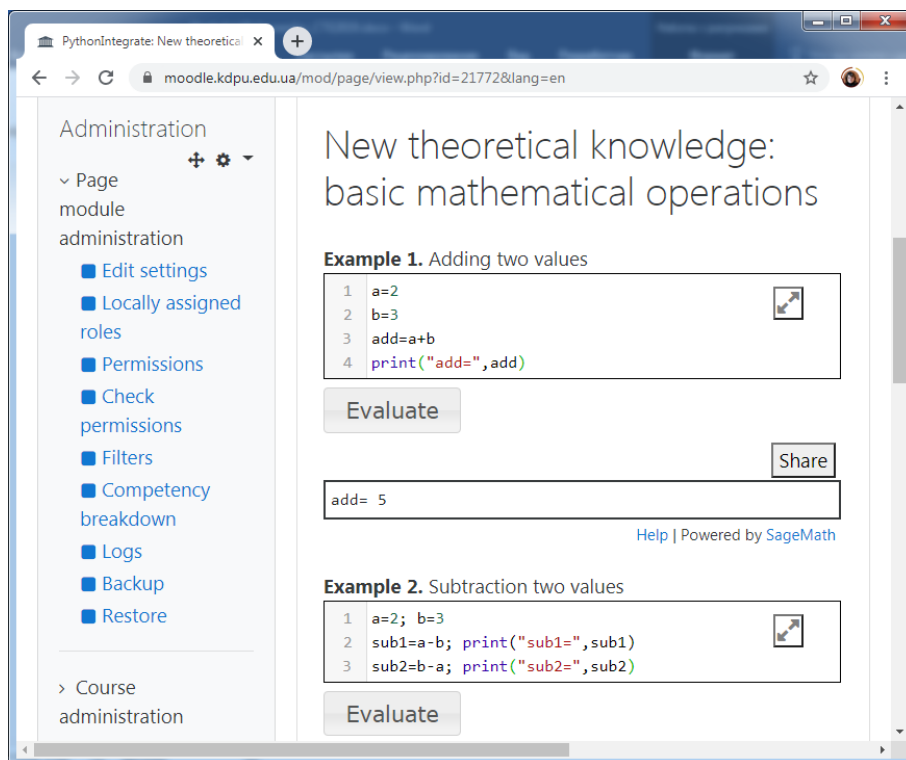 PythonIntegrate: New theoretical
moodle.kdpu.edu.ua/mod/page/view.php?id=21772&lang=en
Administration
Page
module
administration
Edit settings
Locally assigned
roles
Permissions
Check
permissions
Filters
Competency
breakdown
Logs
Backup
Restore
Course
administration
New theoretical knowledge:
basic mathematical operations
Example 1. Adding two values
1 a=2
2 b=3
3 add=a+b
4 print("add=",add)
Evaluate
Share
add= 5
Help | Powered by SageMath
Example 2. Subtraction two values
1 a=2; b=3
2 sub1=a-b; print("sub1=",sub1)
3 sub2=b-a; print("sub2=",sub2)
Evaluate